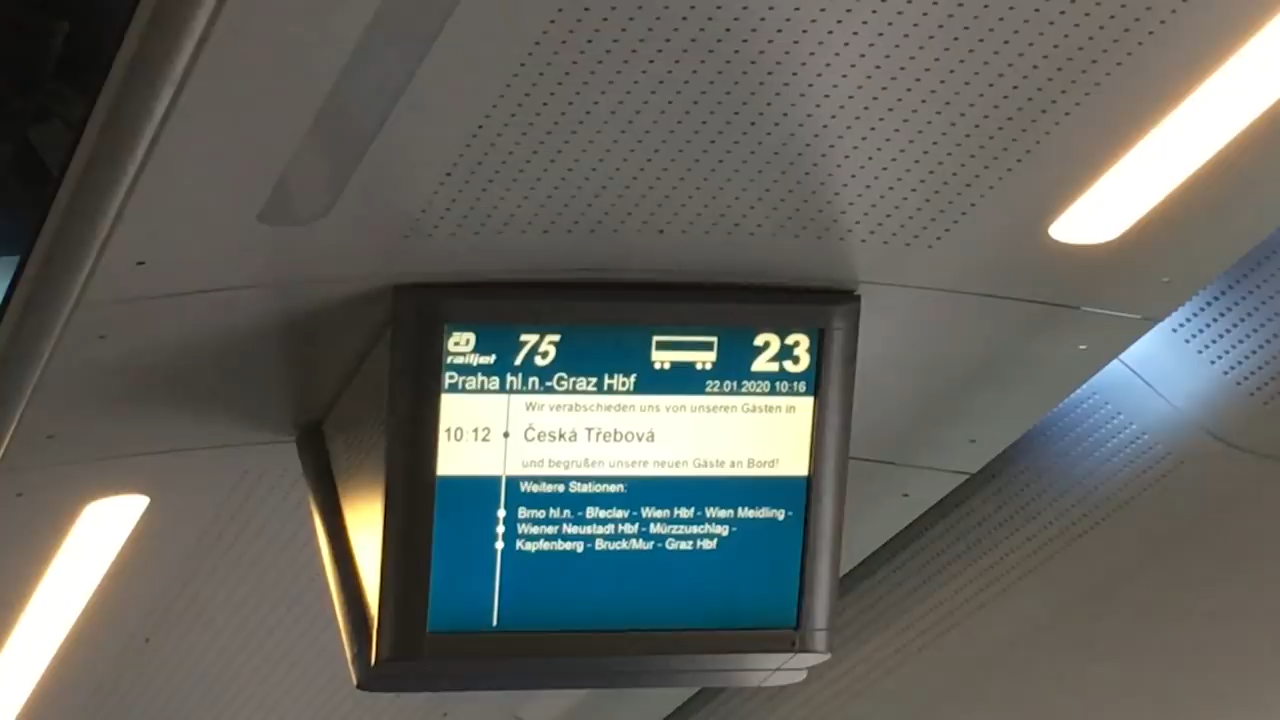 ČD railjet 75 23
Praha hl.n.-Graz Hbf 22.01.2020 10:16
Wir verabschieden uns von unseren Gästen in
10:12 Česká Třebová
und begrüßen unsere neuen Gäste an Bord!
Weitere Stationen:
Brno hl.n. - Břeclav - Wien Hbf - Wien Meidling -
Wiener Neustadt Hbf - Mürzzuschlag -
Kapfenberg - Bruck/Mur - Graz Hbf